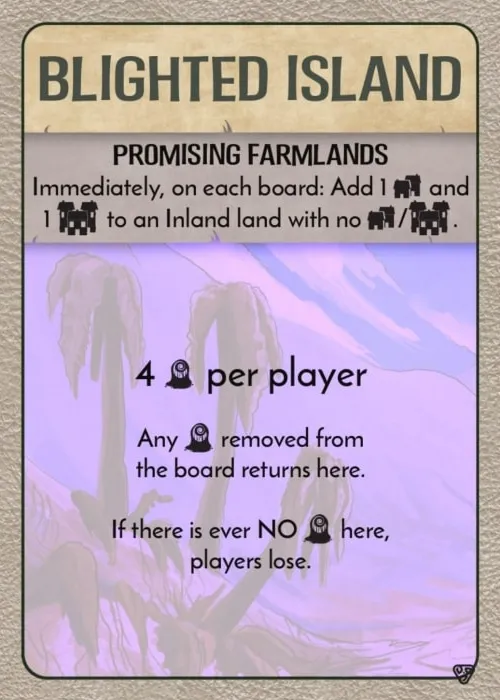 BLIGHTED ISLAND
PROMISING FARMLANDS
Immediately, on each board: Add 1 and
1 to an Inland land with no / .
4 per player
Any removed from
the board returns here.
If there is ever NO here,
players lose.